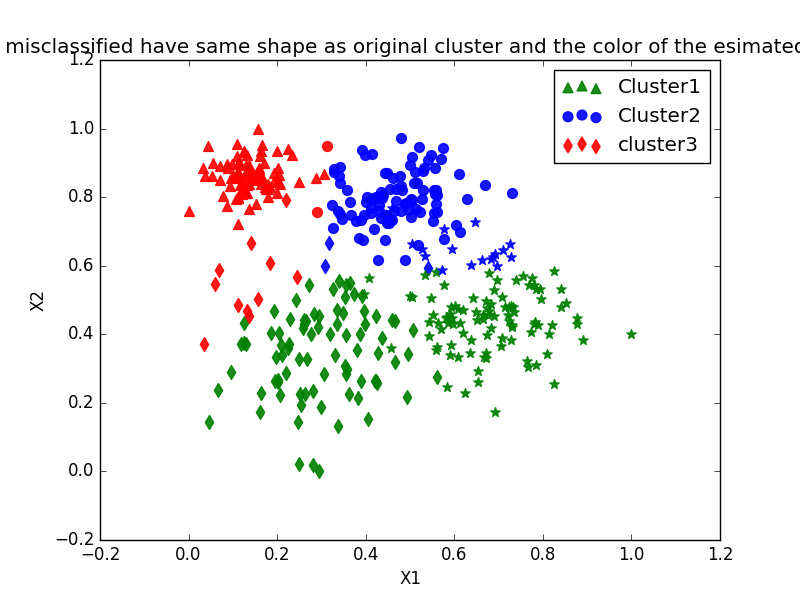 misclassified have same shape as original cluster and the color of the esimated
1.2
1.0
0.8
0.6
0.4
0.2
0.0
−0.2
−0.2 0.0 0.2 0.4 0.6 0.8 1.0 1.2
X1
X2
Cluster1
Cluster2
cluster3